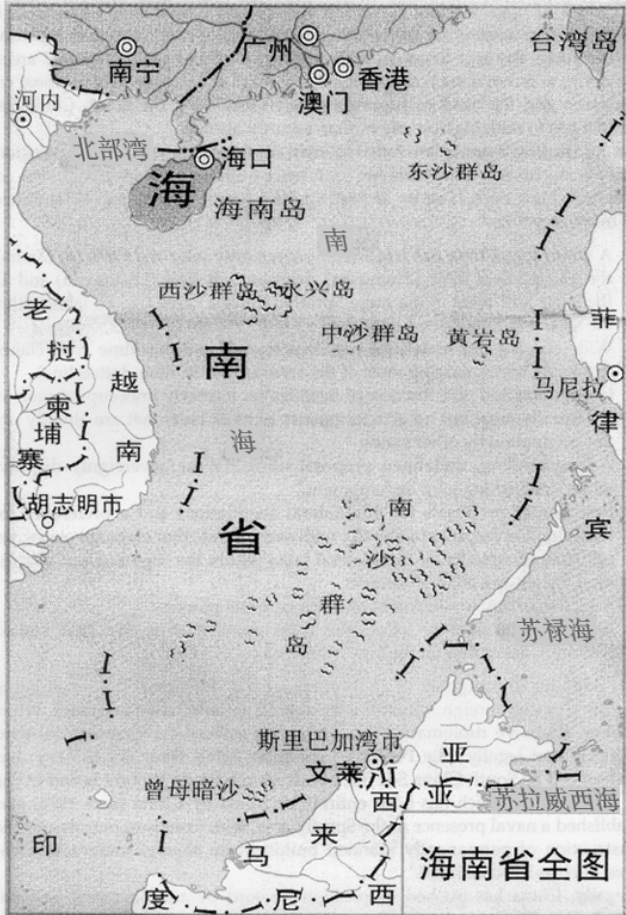 广州
台湾岛
南宁
香港
澳门
河内
北部湾
海口
东沙群岛
海
海南岛
南
西沙群岛
永兴岛
老
挝
中沙群岛
黄岩岛
菲
南
越
马尼拉
柬
律
埔
海
南
寨
胡志明市
南
宾
省
沙
群
岛
苏禄海
斯里巴加湾市
亚
文莱
西
亚
曾母暗沙
苏拉威西海
来
印
马
海南省全图
度
尼
西